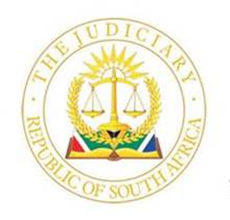 THE JUDICIARY
REPUBLIC OF SOUTH AFRICA